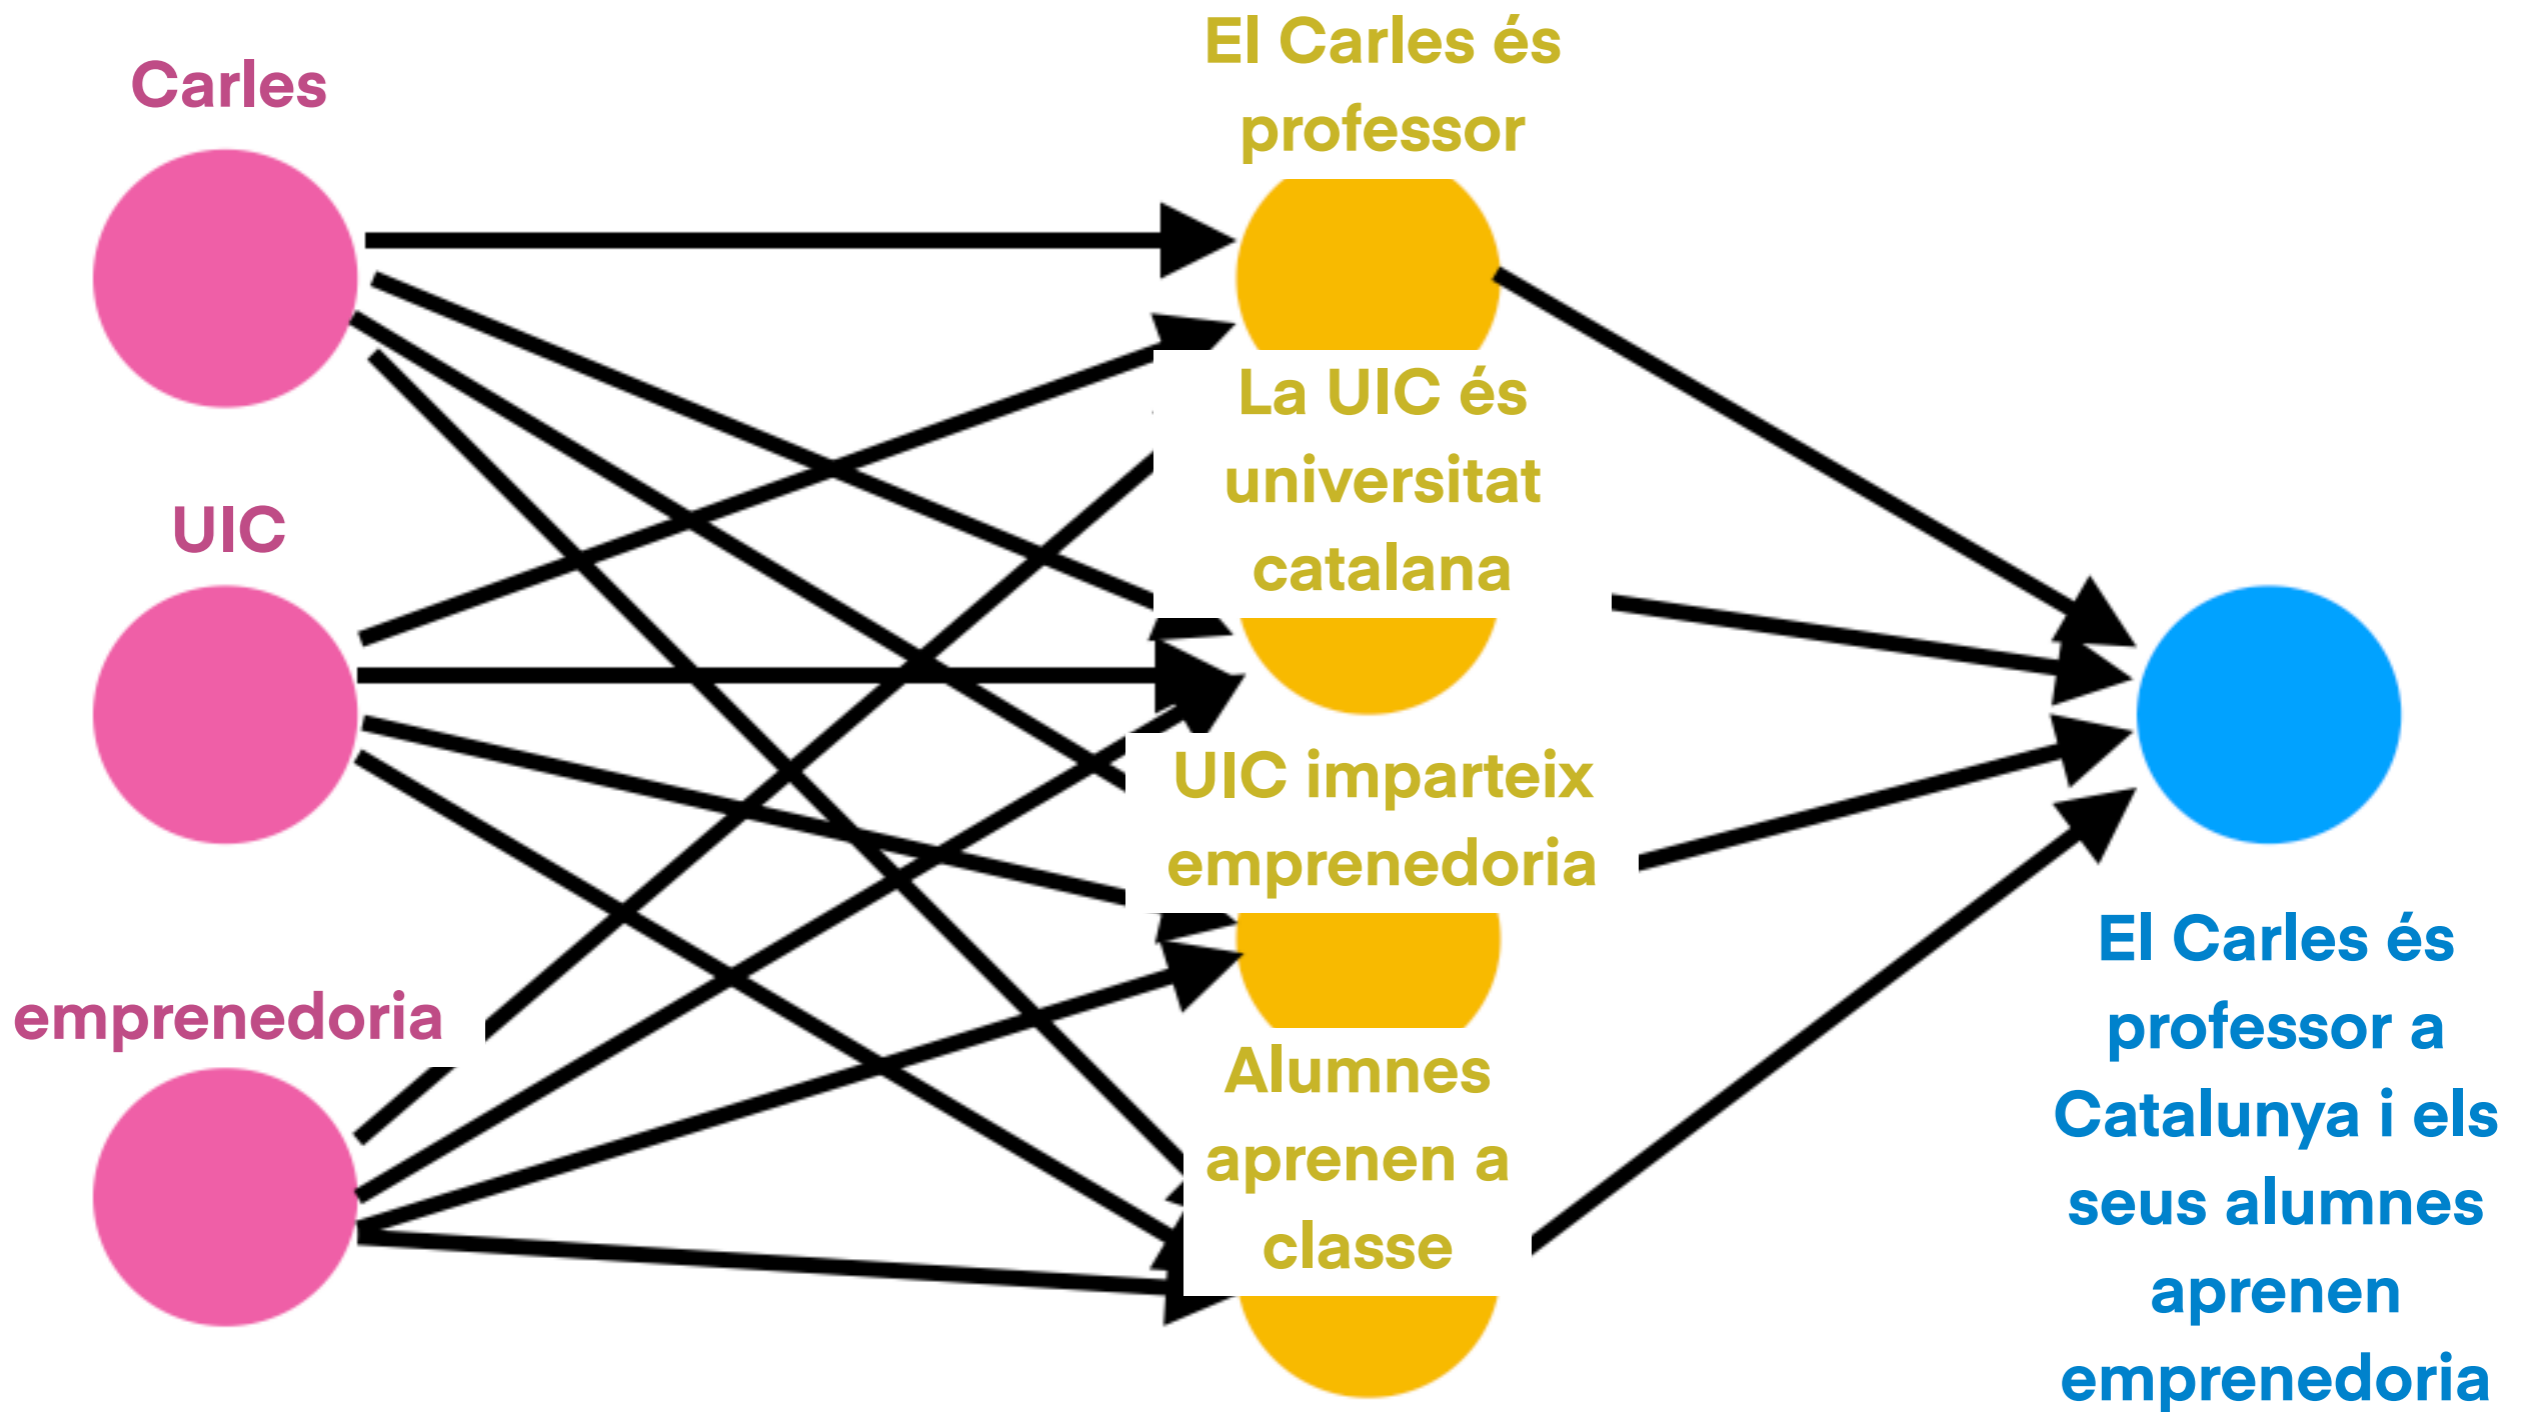 Carles
UIC
emprenedoria
El Carles és
professor
La UIC és
universitat
catalana
UIC imparteix
emprenedoria
Alumnes
aprenen a
classe
El Carles és
professor a
Catalunya i els
seus alumnes
aprenen
emprenedoria